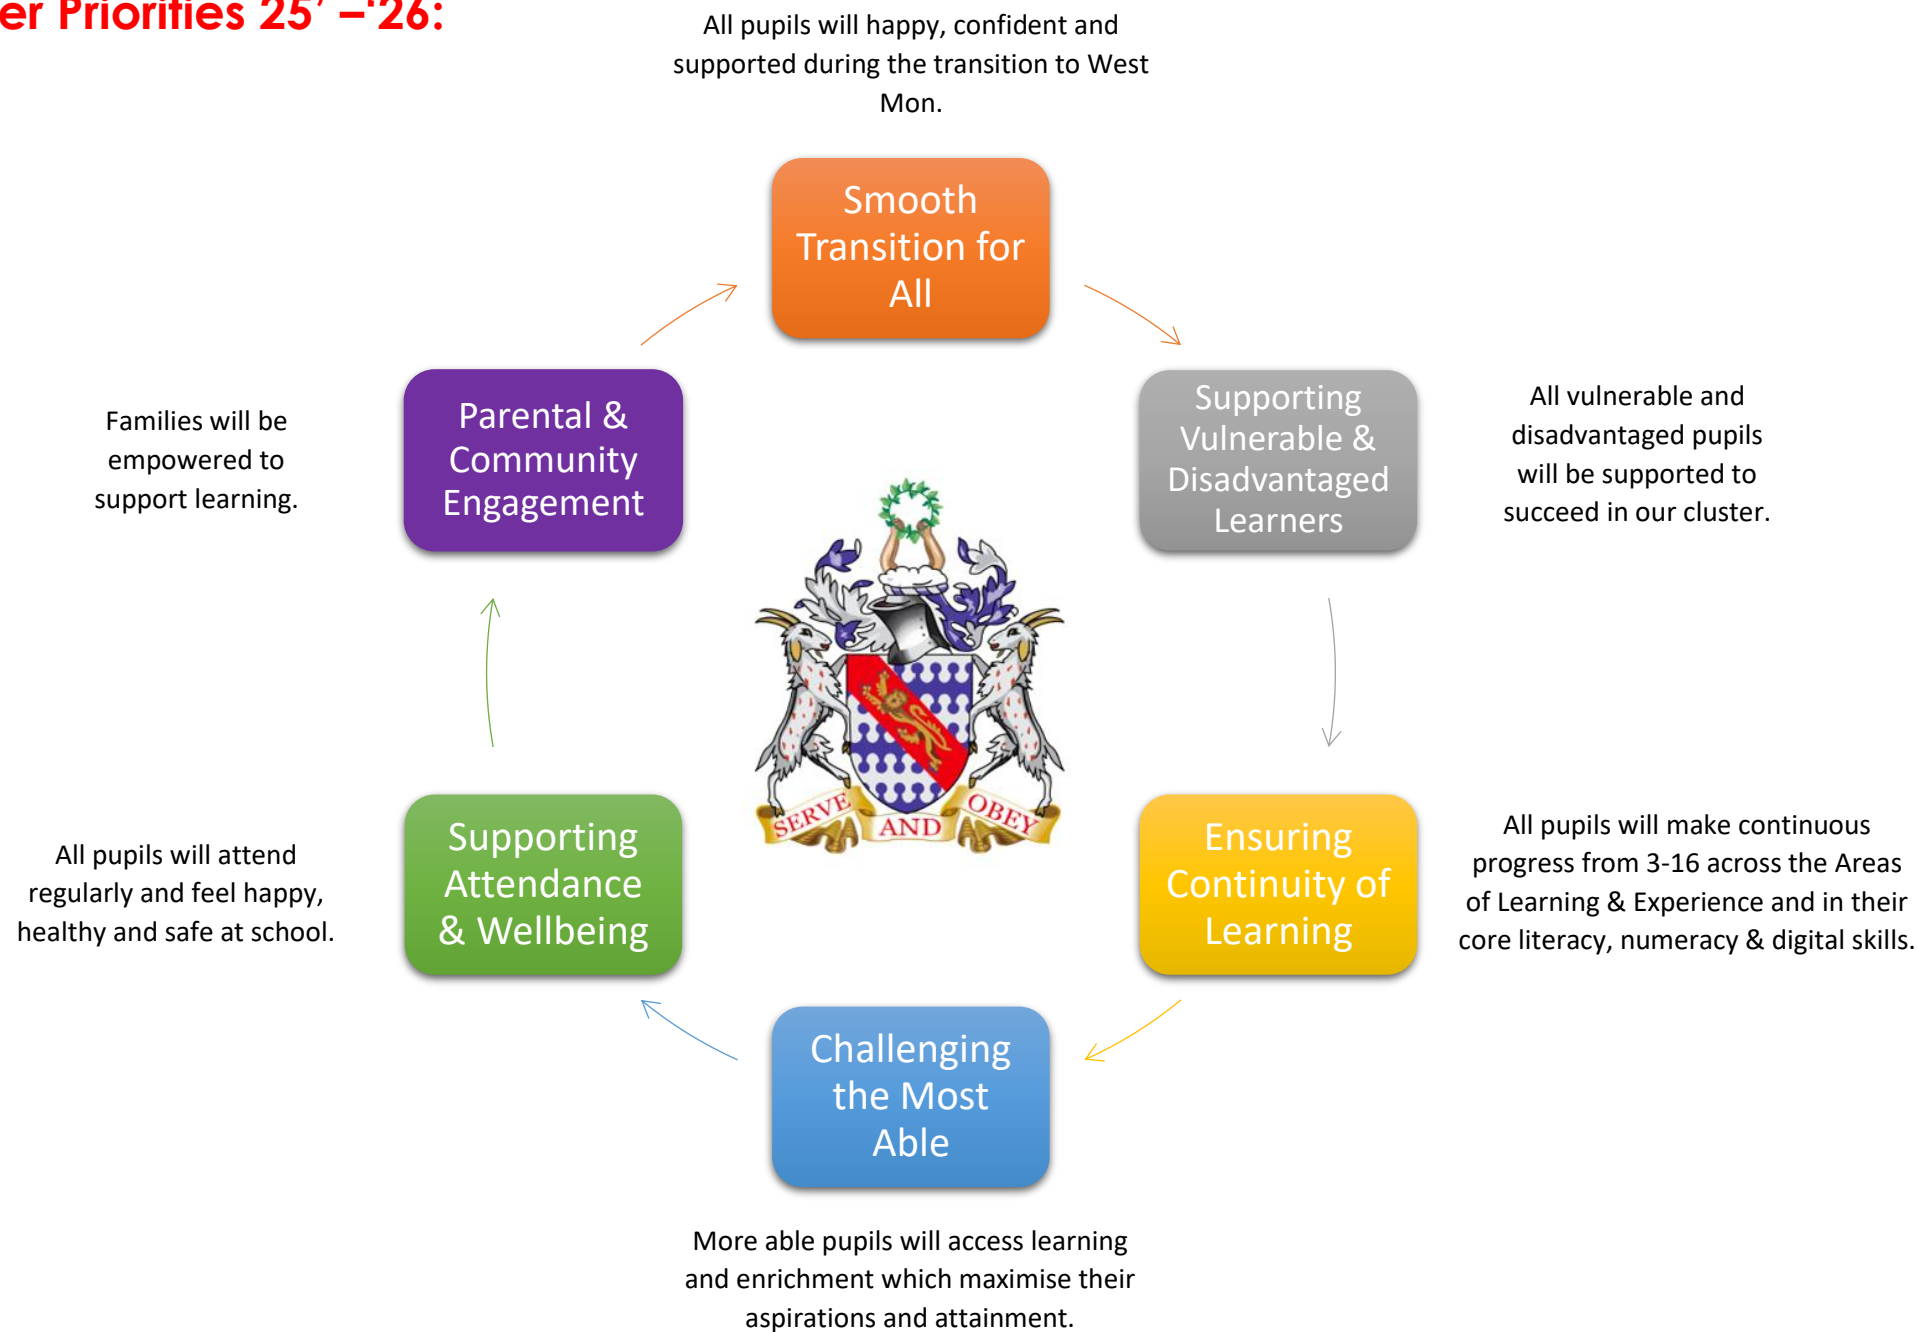 er Priorities 25’ –‘26:
All pupils will happy, confident and
supported during the transition to West
Mon.
Smooth
Transition for
All
Supporting
Vulnerable &
Disadvantaged
Learners
All vulnerable and
disadvantaged pupils
will be supported to
succeed in our cluster.
Ensuring
Continuity of
Learning
All pupils will make continuous
progress from 3-16 across the Areas
of Learning & Experience and in their
core literacy, numeracy & digital skills.
Challenging
the Most
Able
More able pupils will access learning
and enrichment which maximise their
aspirations and attainment.
Supporting
Attendance
& Wellbeing
All pupils will attend
regularly and feel happy,
healthy and safe at school.
Parental &
Community
Engagement
Families will be
empowered to
support learning.
SERVE AND OBEY